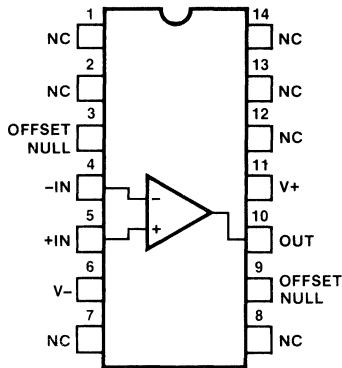 1
NC
2
NC
3
OFFSET
NULL
4
–IN
5
+IN
6
V–
7
NC
–
+
14
NC
13
NC
12
NC
11
V+
10
OUT
9
OFFSET
NULL
8
NC